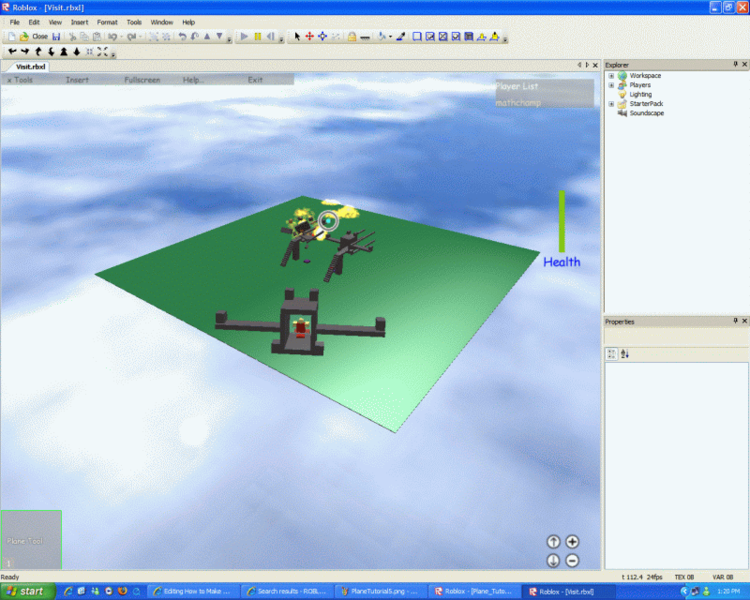 Roblox - [Visit.rbxl]
File Edit View Insert Format Tools Window Help
Close
Visit.rbxl
x Tools Insert Fullscreen Help... Exit
Player List
mathchamp
Health
PlanesTool
1
Explorer
Workspace
Players
Lighting
StarterPack
Soundscape
Properties
Ready
t 112.4 24fps TEX 0B VAR 0B
start
Editing How to Make ...
Search results - ROBL...
PlaneTutorial5.png - ...
Roblox - [Plane_Tuto...
Roblox - [Visit.rbxl]
1:20 PM